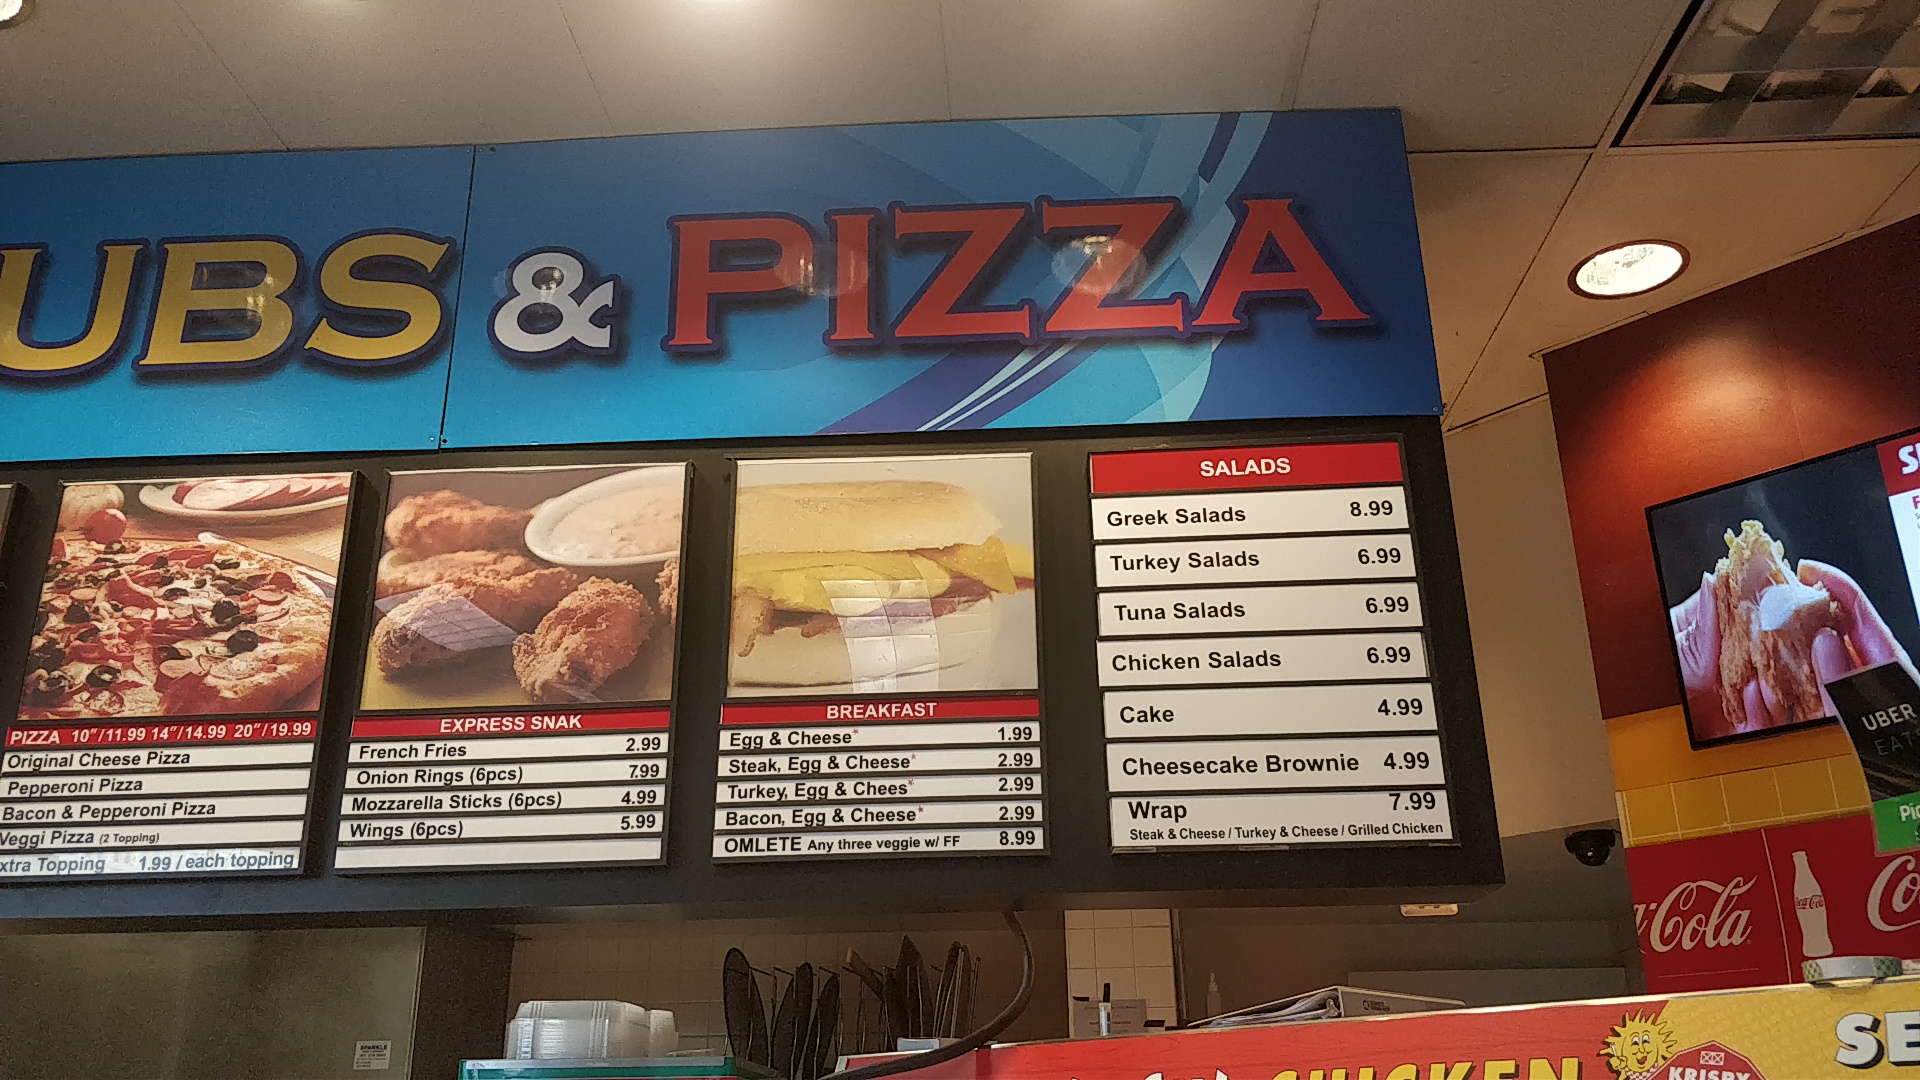 UBS & PIZZA
PIZZA 10"/11.99 14"/14.99 20"/19.99
Original Cheese Pizza
Pepperoni Pizza
Bacon & Pepperoni Pizza
Veggi Pizza (2 Topping)
xtra Topping 1.99 / each topping
EXPRESS SNAK
French Fries 2.99
Onion Rings (6pcs) 7.99
Mozzarella Sticks (6pcs) 4.99
Wings (6pcs) 5.99
BREAKFAST
Egg & Cheese* 1.99
Steak, Egg & Cheese* 2.99
Turkey, Egg & Chees* 2.99
Bacon, Egg & Cheese* 2.99
OMLETE Any three veggie w/ FF 8.99
SALADS
Greek Salads 8.99
Turkey Salads 6.99
Tuna Salads 6.99
Chicken Salads 6.99
Cake 4.99
Cheesecake Brownie 4.99
Wrap 7.99
Steak & Cheese / Turkey & Cheese / Grilled Chicken
UBER
EATS
Coca-Cola
SPARKLE
CHICKEN
KRISPY
SE